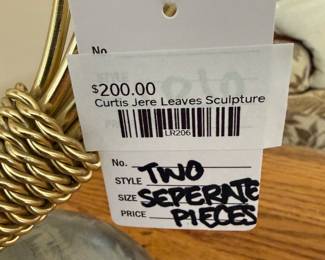 No.
$200.00
Curtis Jere Leaves Sculpture
LR206
No. TWO
STYLE
SIZE SEPERATE
PRICE PIECES